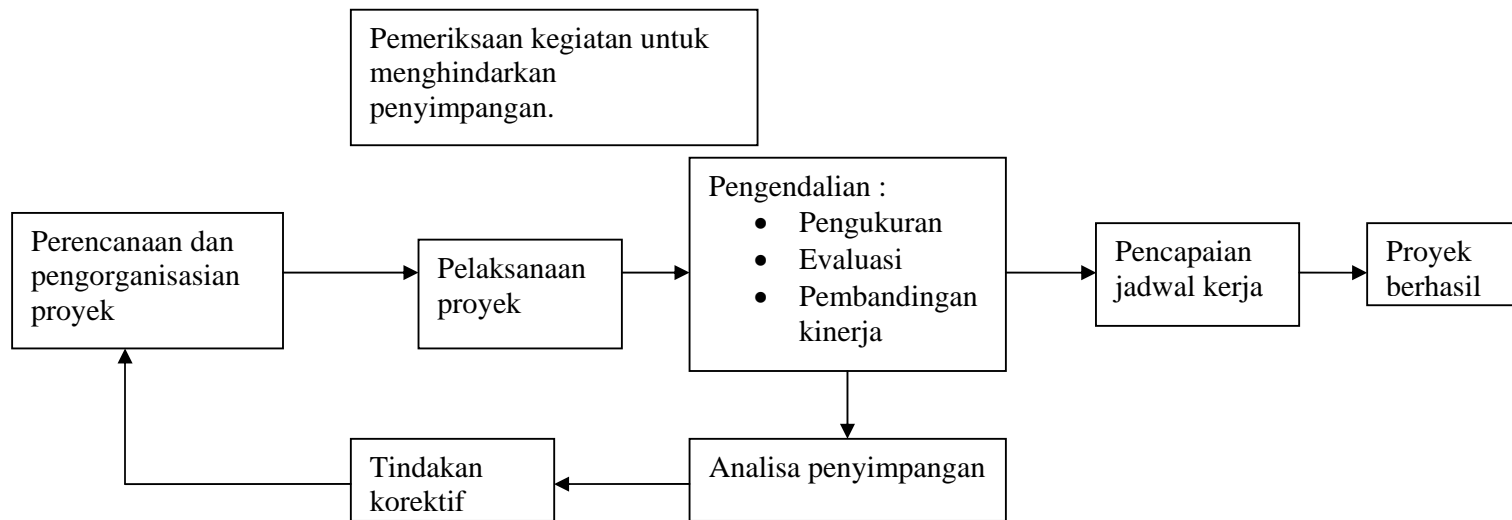 Pemeriksaan kegiatan untuk
menghindarkan
penyimpangan.
Perencanaan dan
pengorganisasian
proyek
Pelaksanaan
proyek
Pengendalian :
• Pengukuran
• Evaluasi
• Pembandingan
kinerja
Pencapaian
jadwal kerja
Proyek
berhasil
Tindakan
korektif
Analisa penyimpangan